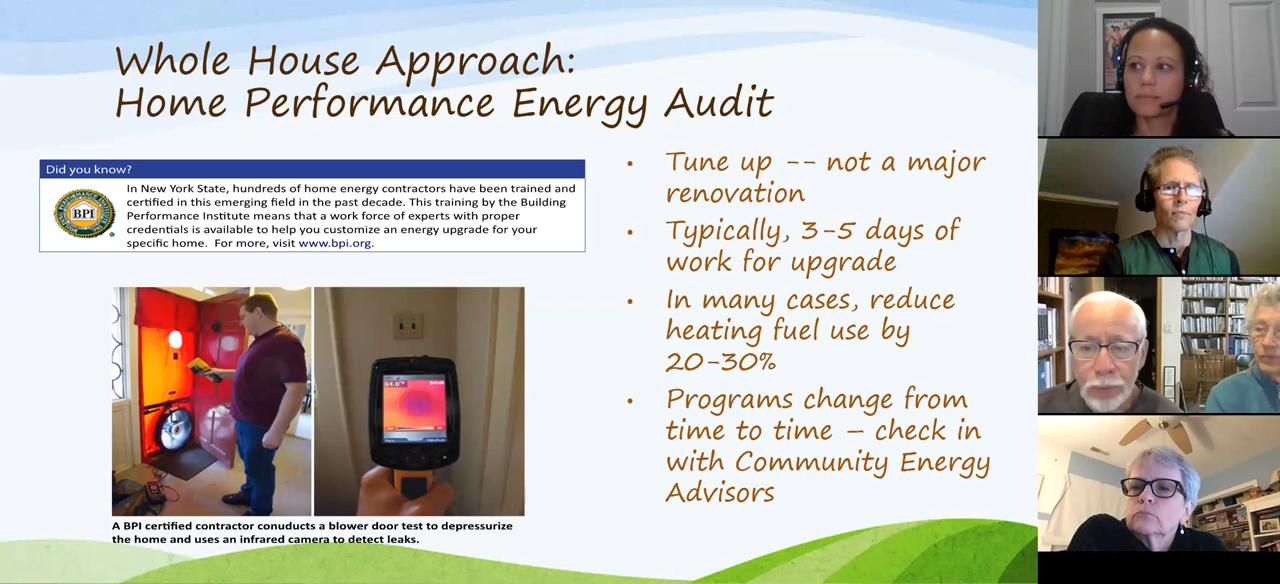 Whole House Approach:
Home Performance Energy Audit
Did you know?
BPI
In New York State, hundreds of home energy contractors have been trained and
certified in this emerging field in the past decade. This training by the Building
Performance Institute means that a work force of experts with proper
credentials is available to help you customize an energy upgrade for your
specific home.  For more, visit www.bpi.org.
64.0
A BPI certified contractor conuducts a blower door test to depressurize
the home and uses an infrared camera to detect leaks.
• Tune up -- not a major
renovation
• Typically, 3-5 days of
work for upgrade
• In many cases, reduce
heating fuel use by
20-30%
• Programs change from
time to time – check in
with Community Energy
Advisors